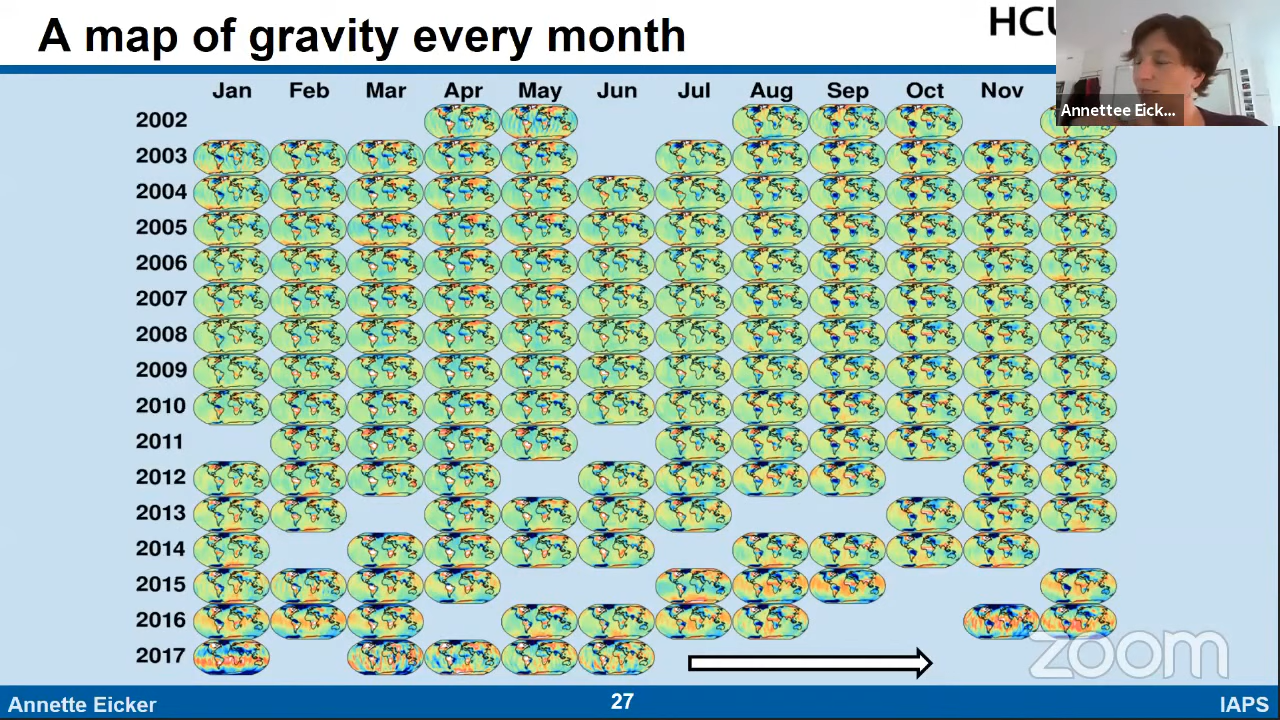 A map of gravity every month
HCU
Annettee Eick...
Jan Feb Mar Apr May Jun Jul Aug Sep Oct Nov
2002
2003
2004
2005
2006
2007
2008
2009
2010
2011
2012
2013
2014
2015
2016
2017
zoom
Annette Eicker
27
IAPS